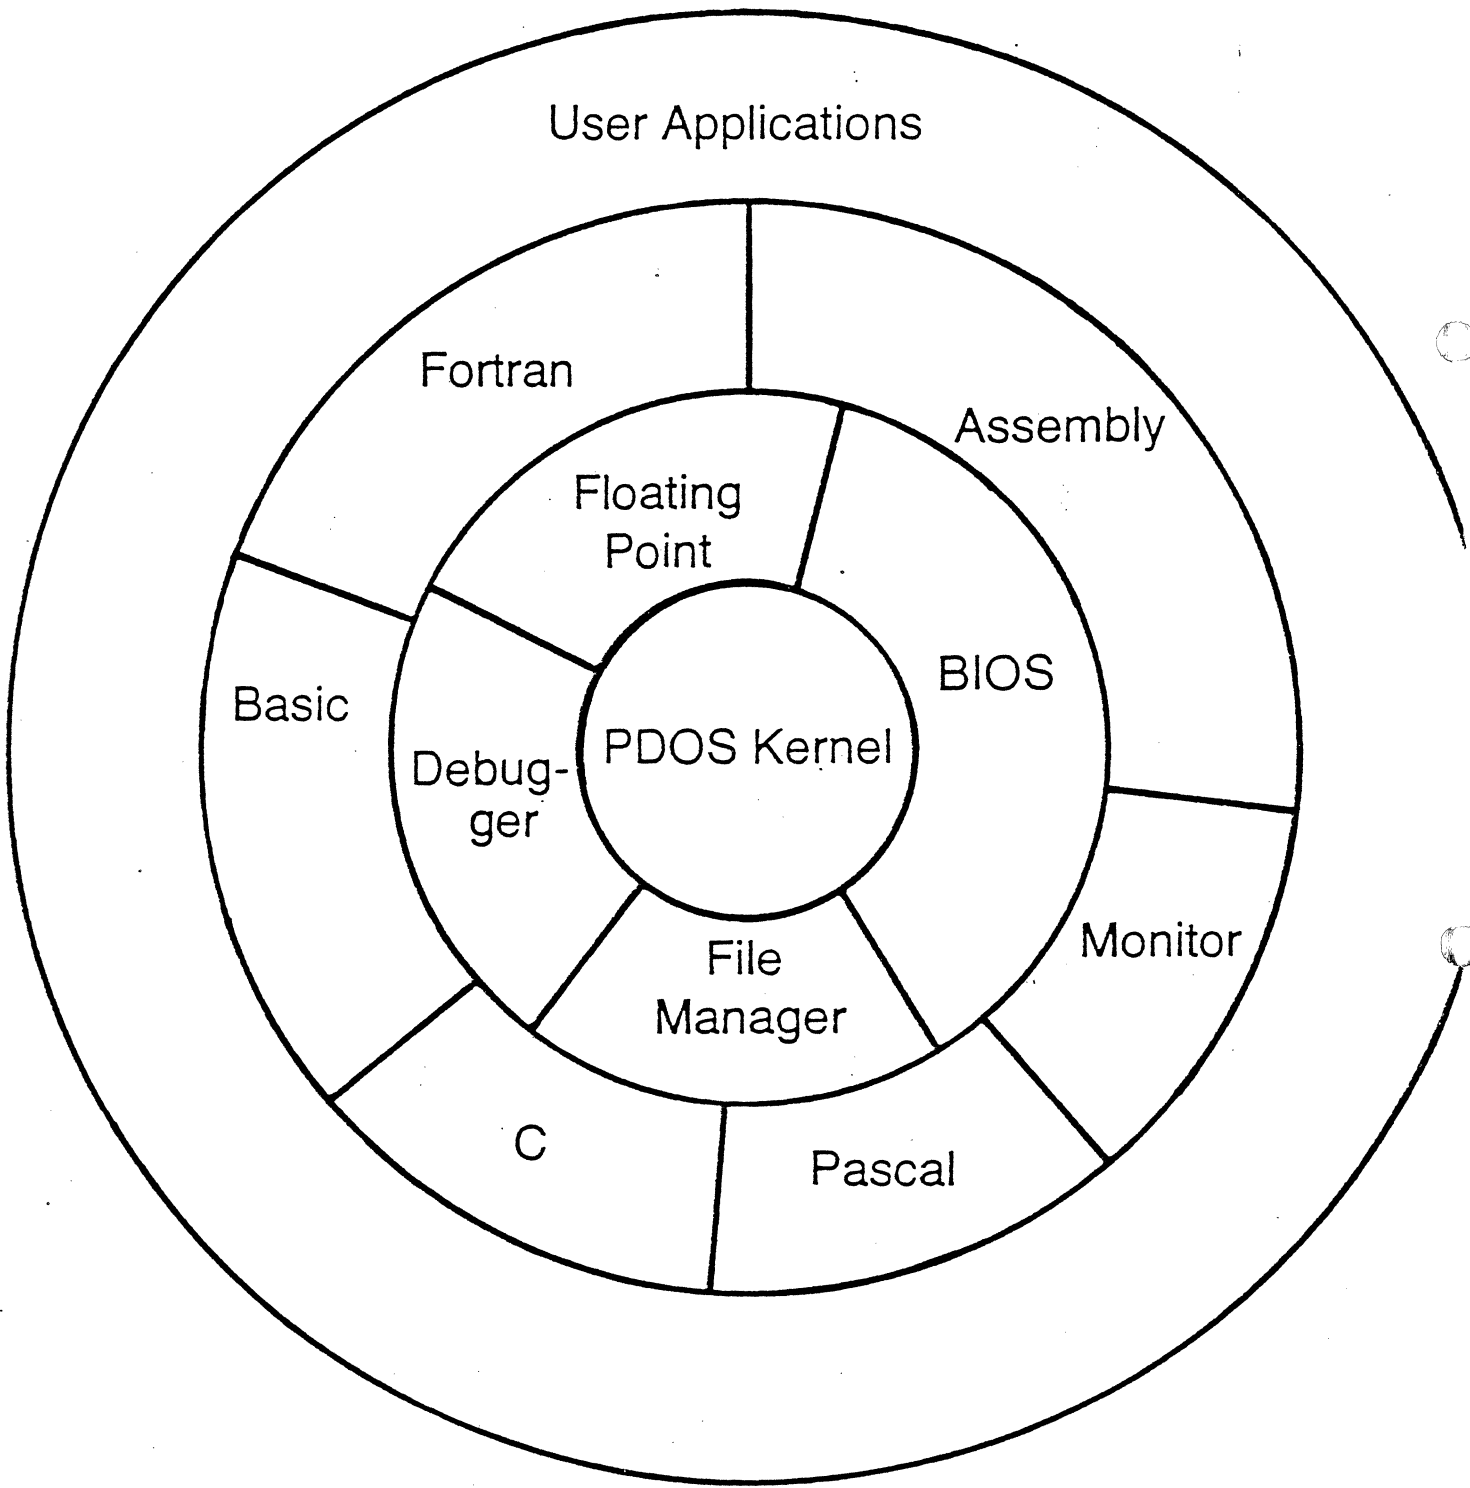 User Applications
Fortran
Assembly
Floating
Point
BIOS
Basic
PDOS Kernel
Debug-
ger
Monitor
File
Manager
C
Pascal